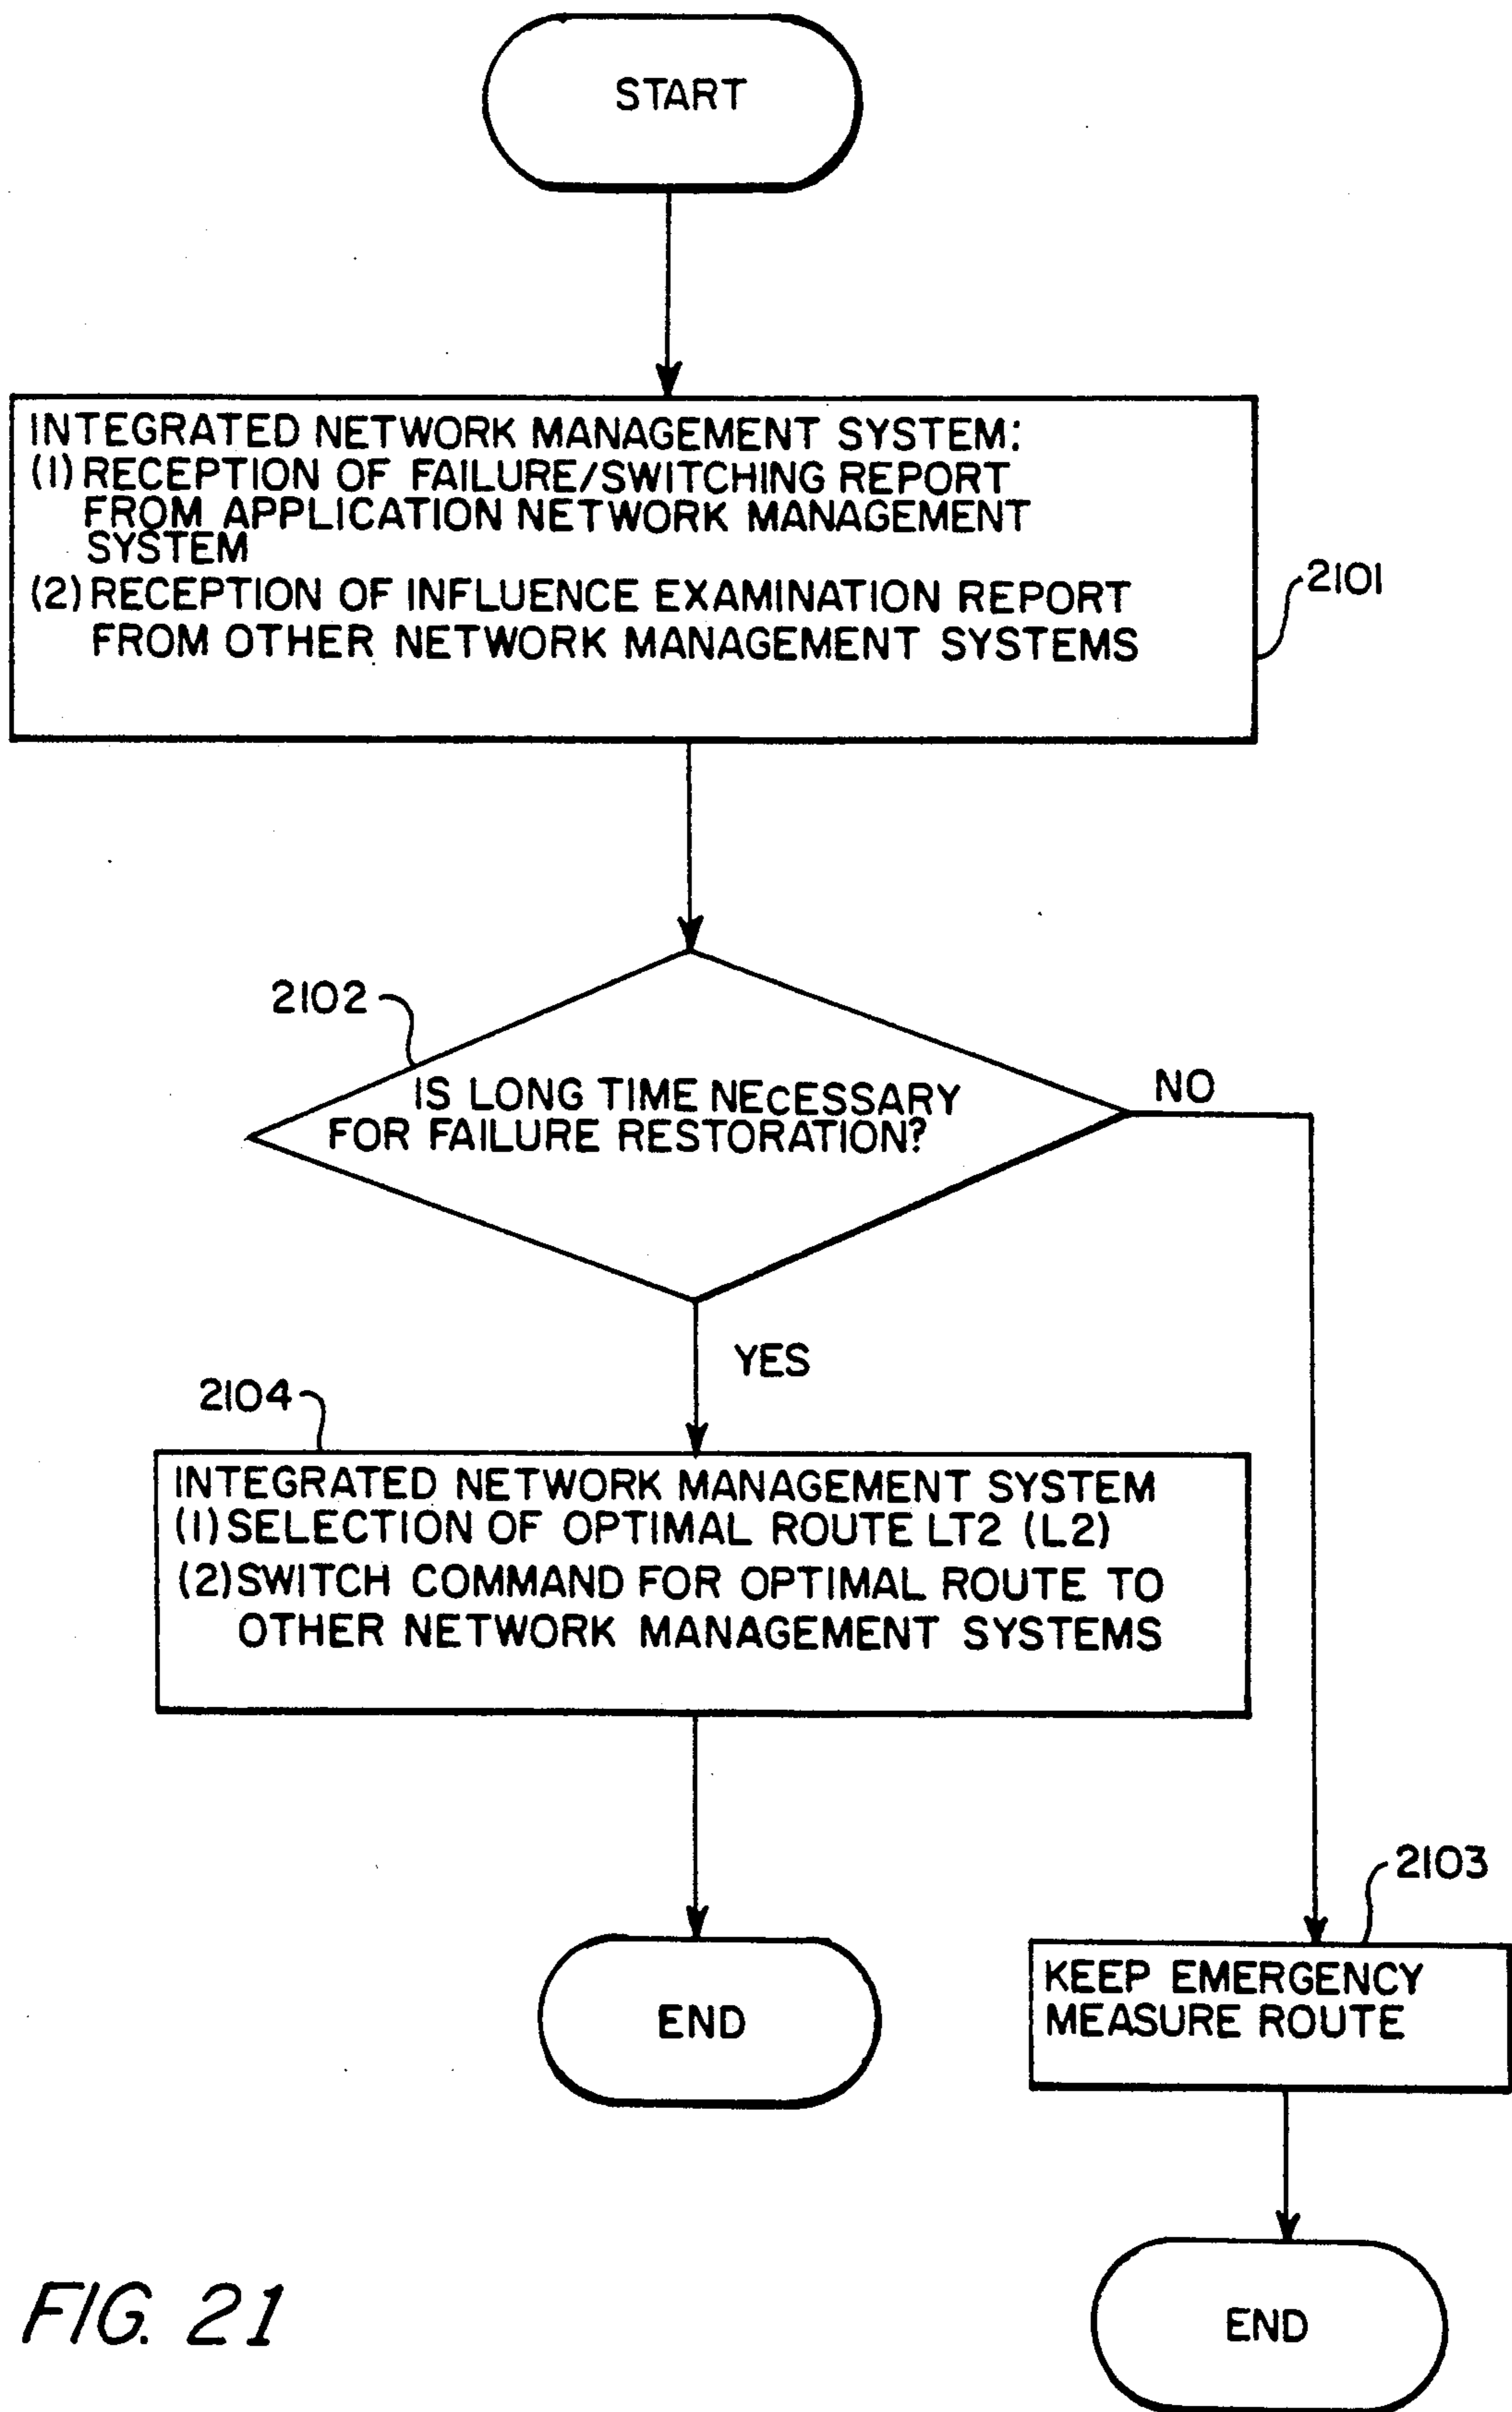 START
INTEGRATED NETWORK MANAGEMENT SYSTEM:
(1) RECEPTION OF FAILURE/SWITCHING REPORT
FROM APPLICATION NETWORK MANAGEMENT
SYSTEM
(2) RECEPTION OF INFLUENCE EXAMINATION REPORT
FROM OTHER NETWORK MANAGEMENT SYSTEMS
2101
2102
IS LONG TIME NECESSARY
FOR FAILURE RESTORATION?
NO
YES
2104
INTEGRATED NETWORK MANAGEMENT SYSTEM
(1) SELECTION OF OPTIMAL ROUTE LT2 (L2)
(2) SWITCH COMMAND FOR OPTIMAL ROUTE TO
OTHER NETWORK MANAGEMENT SYSTEMS
2103
KEEP EMERGENCY
MEASURE ROUTE
END
END
FIG. 21